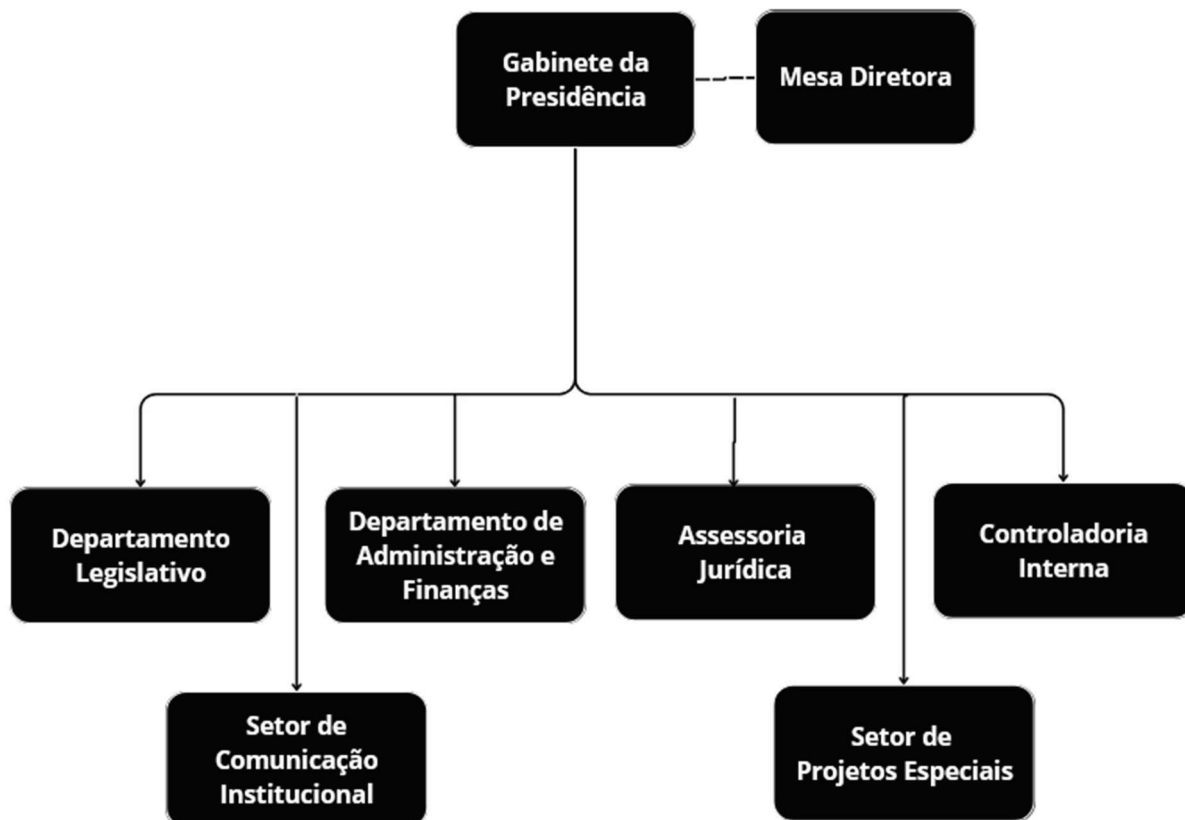 Gabinete da
Presidência
Mesa Diretora
Departamento
Legislativo
Departamento de
Administração e
Finanças
Assessoria
Jurídica
Controladoria
Interna
Setor de
Comunicação
Institucional
Setor de
Projetos Especiais